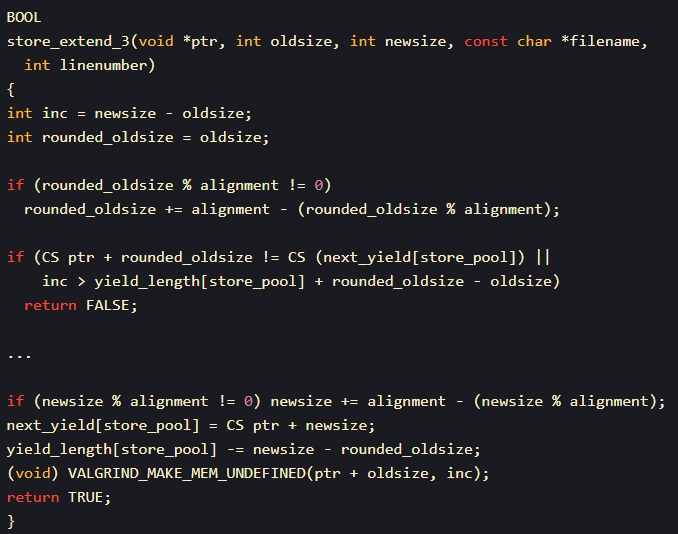 BOOL
store_extend_3(void *ptr, int oldsize, int newsize, const char *filename,
  int linenumber)
{
int inc = newsize - oldsize;
int rounded_oldsize = oldsize;

if (rounded_oldsize % alignment != 0)
  rounded_oldsize += alignment - (rounded_oldsize % alignment);

if (CS ptr + rounded_oldsize != CS (next_yield[store_pool]) ||
    inc > yield_length[store_pool] + rounded_oldsize - oldsize)
  return FALSE;

...

if (newsize % alignment != 0) newsize += alignment - (newsize % alignment);
next_yield[store_pool] = CS ptr + newsize;
yield_length[store_pool] -= newsize - rounded_oldsize;
(void) VALGRIND_MAKE_MEM_UNDEFINED(ptr + oldsize, inc);
return TRUE;
}